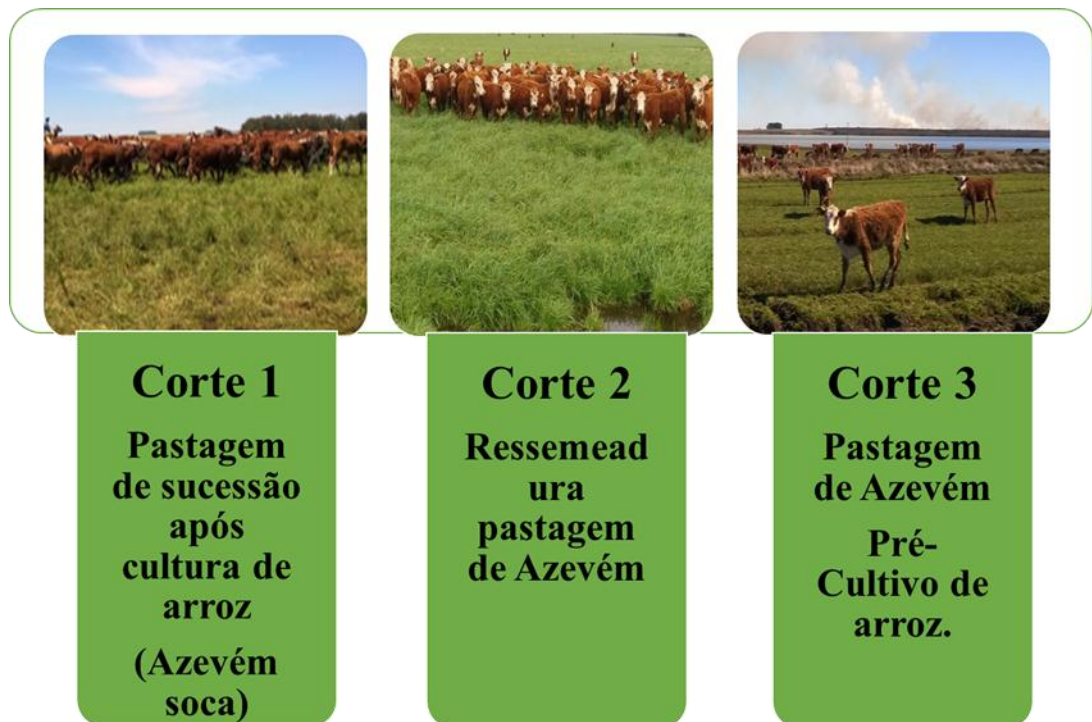 Corte 1
Pastagem
de sucessão
após
cultura de
arroz
(Azevém
soca)
Corte 2
Ressemead
ura
pastagem
de Azevém
Corte 3
Pastagem
de Azevém
Pré-
Cultivo de
arroz.